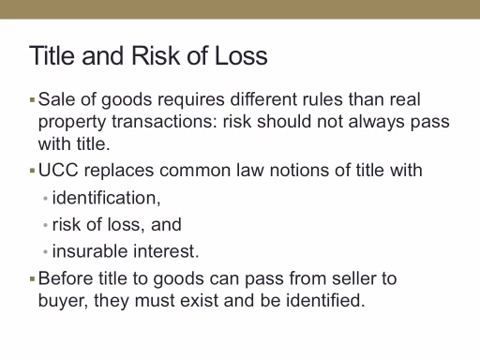 Title and Risk of Loss
▪Sale of goods requires different rules than real
property transactions: risk should not always pass
with title.
▪UCC replaces common law notions of title with
• identification,
• risk of loss, and
• insurable interest.
▪Before title to goods can pass from seller to
buyer, they must exist and be identified.